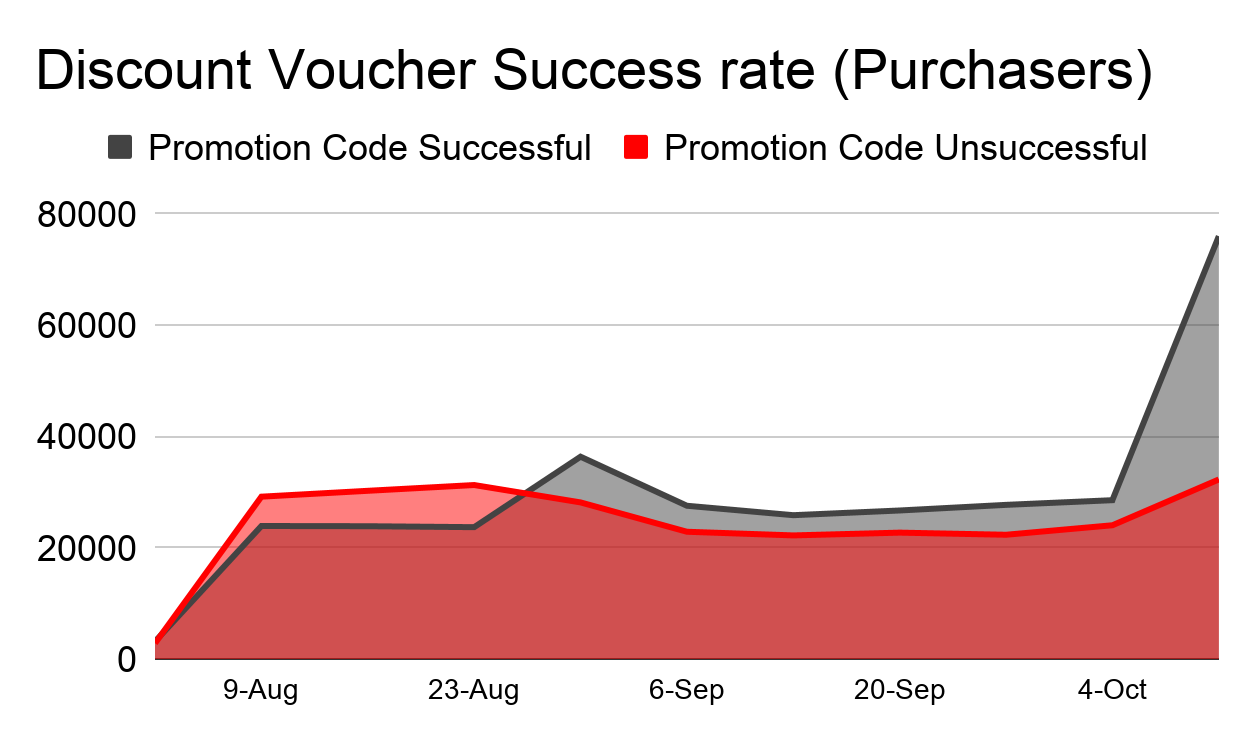 Discount Voucher Success rate (Purchasers)
Promotion Code Successful Promotion Code Unsuccessful
80000
60000
40000
20000
0
9-Aug 23-Aug 6-Sep 20-Sep 4-Oct